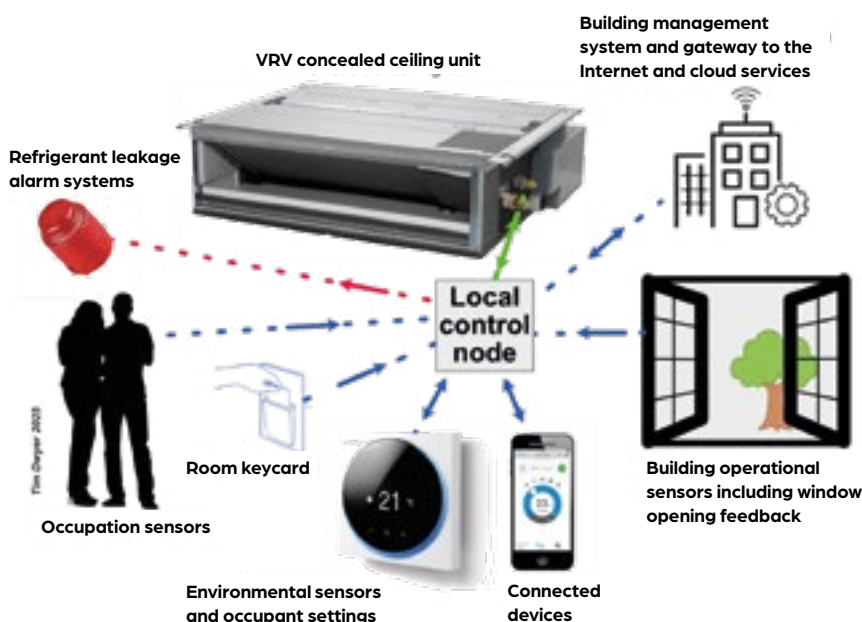 Building management
system and gateway to the
Internet and cloud services
VRV concealed ceiling unit
Refrigerant leakage
alarm systems
Local
control
node
Tim Dwyer 2023
Room keycard
21
Occupation sensors
Building operational
sensors including window
opening feedback
Environmental sensors
and occupant settings
Connected
devices